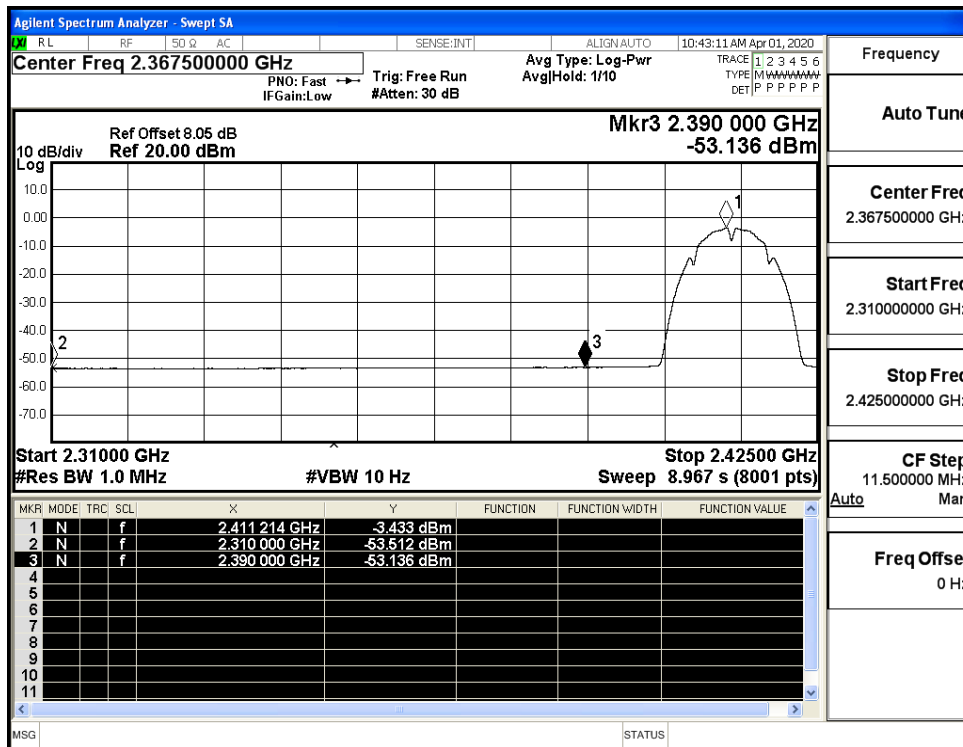 Agilent Spectrum Analyzer - Swept SA
LXI RL RF 50 Ω AC SENSE:INT ALIGNAUTO 10:43:11 AM Apr 01, 2020
Center Freq 2.367500000 GHz
PNO: Fast
IFGain:Low
Trig: Free Run
#Atten: 30 dB
Avg Type: Log-Pwr
Avg|Hold: 1/10
TRACE 1 2 3 4 5 6
TYPE M W W W W W
DET P P P P P P
Frequency
Auto Tune
Ref Offset 8.05 dB
10 dB/div Ref 20.00 dBm
Log
Mkr3 2.390 000 GHz
-53.136 dBm
10.0
0.00
-10.0
-20.0
-30.0
-40.0
-50.0
-60.0
-70.0
1
2
3
Start 2.31000 GHz Stop 2.42500 GHz
#Res BW 1.0 MHz #VBW 10 Hz Sweep 8.967 s (8001 pts)
Center Freq
2.367500000 GHz
Start Freq
2.310000000 GHz
Stop Freq
2.425000000 GHz
CF Step
11.500000 MHz
Auto Man
Freq Offse
0 Hz
MKR MODE TRC SCL X Y FUNCTION FUNCTION WIDTH FUNCTION VALUE
1 N f 2.411 214 GHz -3.433 dBm
2 N f 2.310 000 GHz -53.512 dBm
3 N f 2.390 000 GHz -53.136 dBm
4
5
6
7
8
9
10
11
MSG STATUS